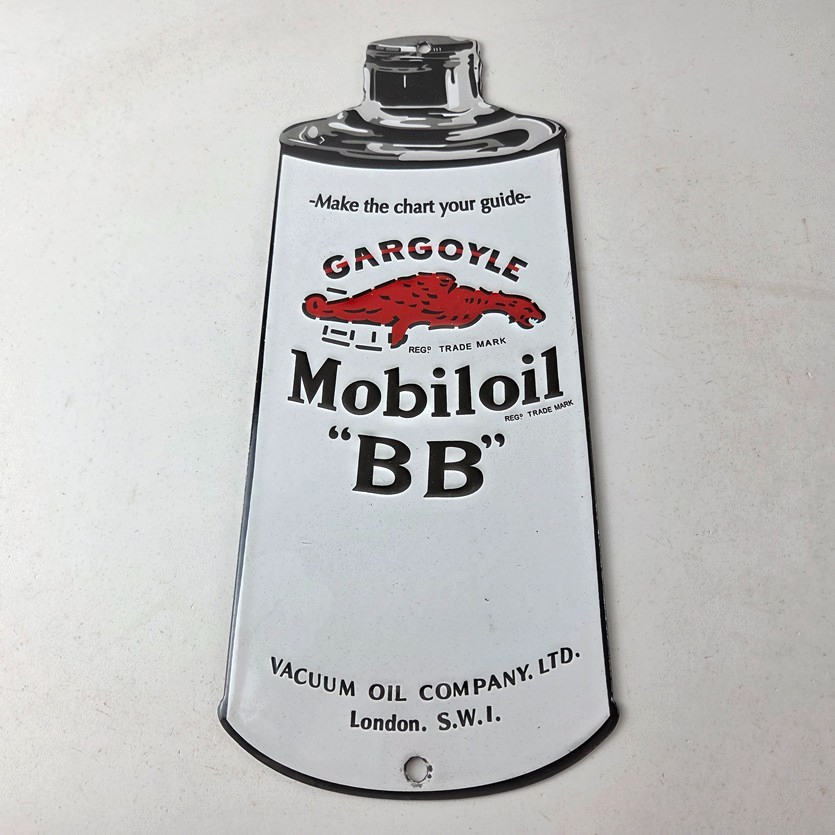 -Make the chart your guide-
GARGOYLE
REGD TRADE MARK
Mobiloil
REGD TRADE MARK
“BB”
VACUUM OIL COMPANY. LTD.
London. S.W.I.